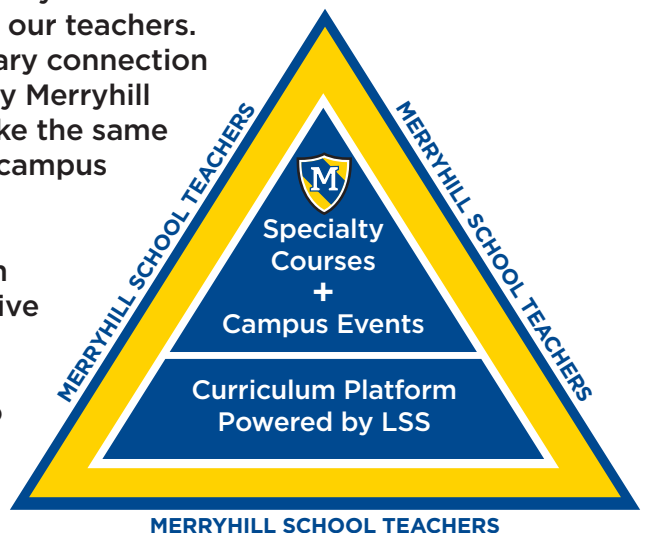 our teachers.
ary connection
y Merryhill
ke the same
campus
ive
MERRYHILL SCHOOL TEACHERS
MERRYHILL SCHOOL TEACHERS
M
Specialty
Courses
+
Campus Events
Curriculum Platform
Powered by LSS
MERRYHILL SCHOOL TEACHERS